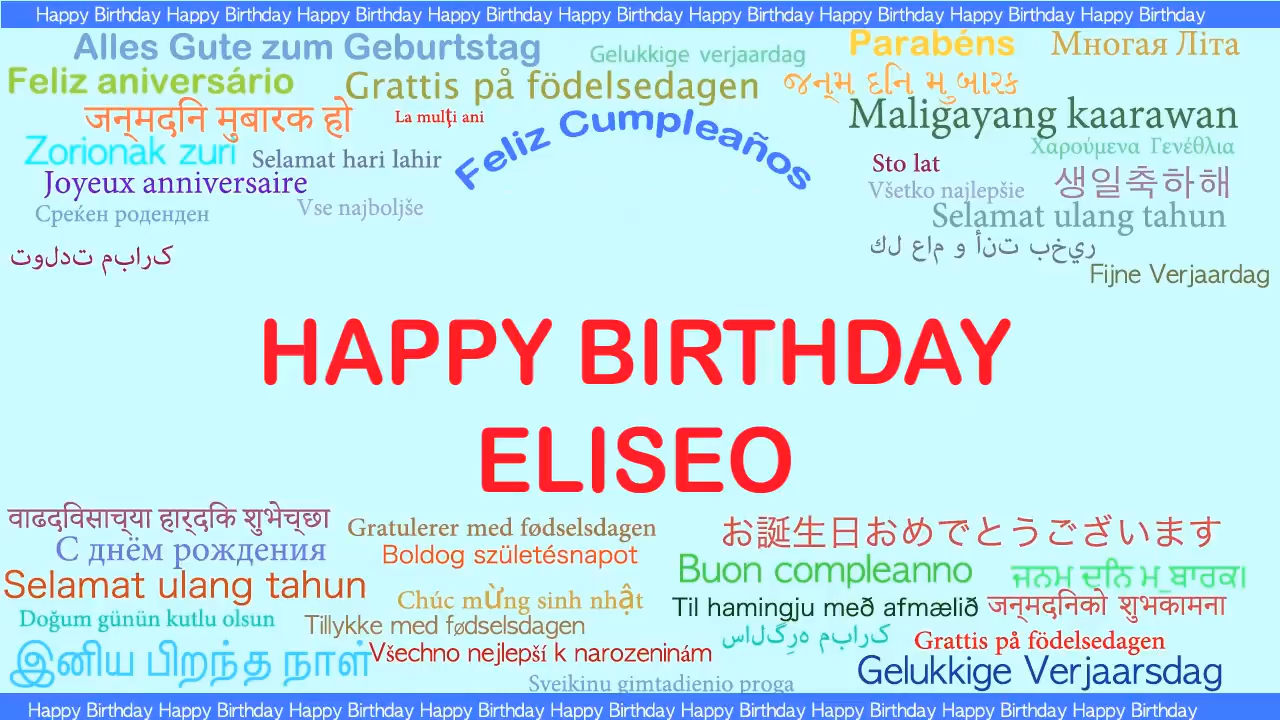 Happy Birthday Happy Birthday Happy Birthday Happy Birthday Happy Birthday Happy Birthday Happy Birthday Happy Birthday Happy Birthday
Alles Gute zum Geburtstag
Gelukkige verjaardag
Parabéns
Многая Літа
Feliz aniversário
Grattis på födelsedagen
જન્મ દિન મુબારક
जन्मदिन मुबारक हो
La mulţi ani
Feliz Cumpleaños
Maligayang kaarawan
Zorionak zuri
Selamat hari lahir
Sto lat
Χαρούμενα Γενέθλια
Joyeux anniversaire
Všetko najlepšie
생일축하해
Среќен роденден
Vse najboljše
Selamat ulang tahun
تولدت مبارک
كل عام و أنت بخير
Fijne Verjaardag
HAPPY BIRTHDAY
ELISEO
वाढदिवसाच्या हार्दिक शुभेच्छा
Gratulerer med fødselsdagen
お誕生日おめでとうございます
С днём рождения
Boldog születésnapot
Buon compleanno
ਜਨਮ ਦਿਨ ਮੁਬਾਰਕ।
Selamat ulang tahun
Chúc mừng sinh nhật
Til hamingju með afmælið
जन्मदिनको शुभकामना
Doğum günün kutlu olsun
Tillykke med fødselsdagen
سالگرہ مبارک
Grattis på födelsedagen
இனிய பிறந்த நாள்
Všechno nejlepší k narozeninám
Gelukkige Verjaarsdag
Sveikinu gimtadienio proga
Happy Birthday Happy Birthday Happy Birthday Happy Birthday Happy Birthday Happy Birthday Happy Birthday Happy Birthday Happy Birthday